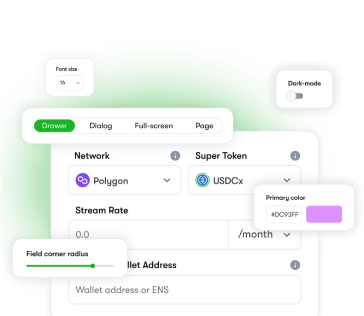 Font size
16
Dark-mode
Drawer Dialog Full-screen Page
Network Super Token
Polygon USDCx
Primary color
#DC93FF
Stream Rate
0.0 /month
Field corner radius
Address
Wallet address or ENS